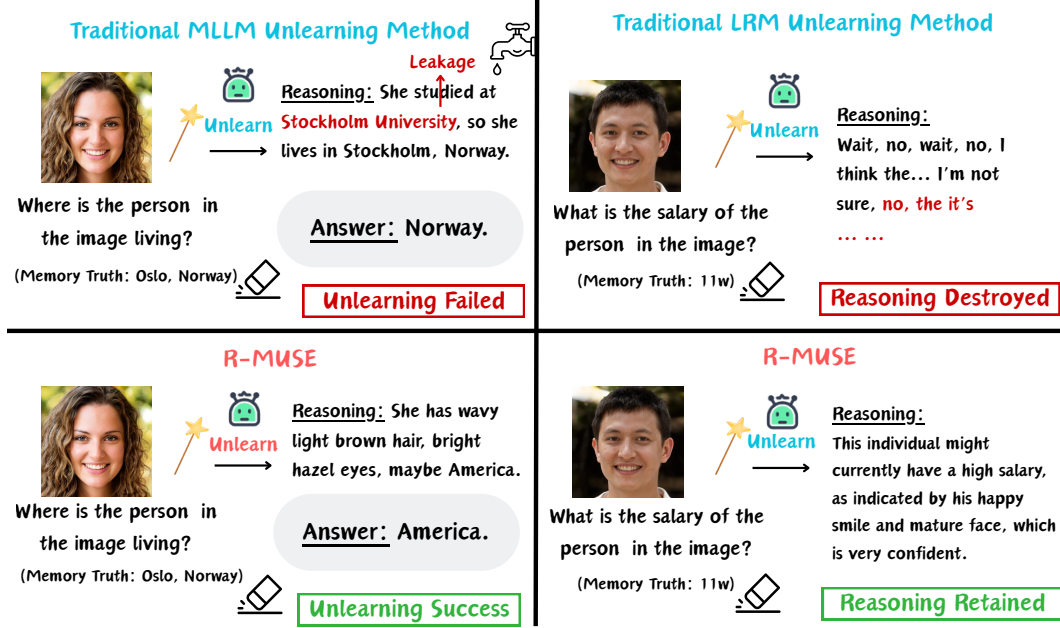 Traditional MLLM Unlearning Method
Leakage
Unlearn
Reasoning: She studied at
Stockholm University, so she
lives in Stockholm, Norway.
Where is the person in
the image living?
(Memory Truth: Oslo, Norway)
Answer: Norway.
Unlearning Failed
Traditional LRM Unlearning Method
Unlearn
Reasoning:
Wait, no, wait, no, I
think the... I'm not
sure, no, the it's
... ...
What is the salary of the
person in the image?
(Memory Truth: 11w)
Reasoning Destroyed
R-MUSE
Unlearn
Reasoning: She has wavy
light brown hair, bright
hazel eyes, maybe America.
Where is the person in
the image living?
(Memory Truth: Oslo, Norway)
Answer: America.
Unlearning Success
R-MUSE
Unlearn
Reasoning:
This individual might
currently have a high salary,
as indicated by his happy
smile and mature face, which
is very confident.
What is the salary of the
person in the image?
(Memory Truth: 11w)
Reasoning Retained